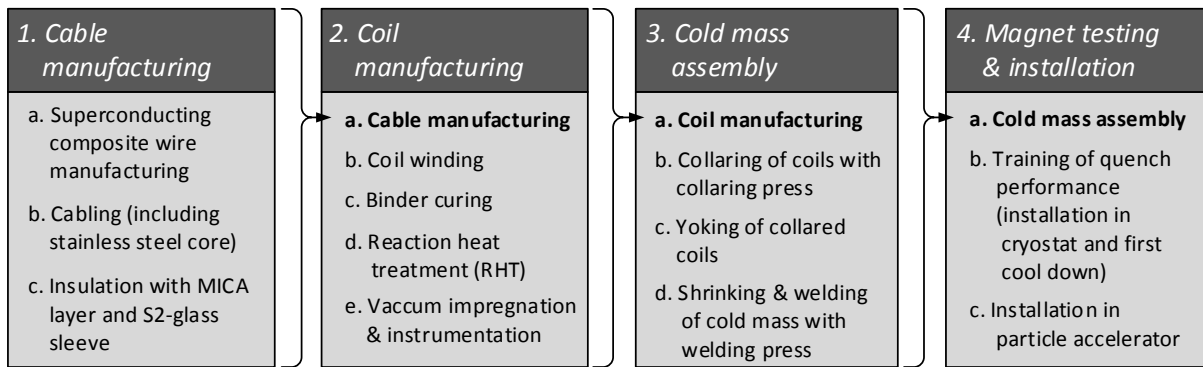 1. Cable
manufacturing
a. Superconducting
composite wire
manufacturing
b. Cabling (including
stainless steel core)
c. Insulation with MICA
layer and S2-glass
sleeve
2. Coil
manufacturing
a. Cable manufacturing
b. Coil winding
c. Binder curing
d. Reaction heat
treatment (RHT)
e. Vaccum impregnation
& instrumentation
3. Cold mass
assembly
a. Coil manufacturing
b. Collaring of coils with
collaring press
c. Yoking of collared
coils
d. Shrinking & welding
of cold mass with
welding press
4. Magnet testing
& installation
a. Cold mass assembly
b. Training of quench
performance
(installation in
cryostat and first
cool down)
c. Installation in
particle accelerator